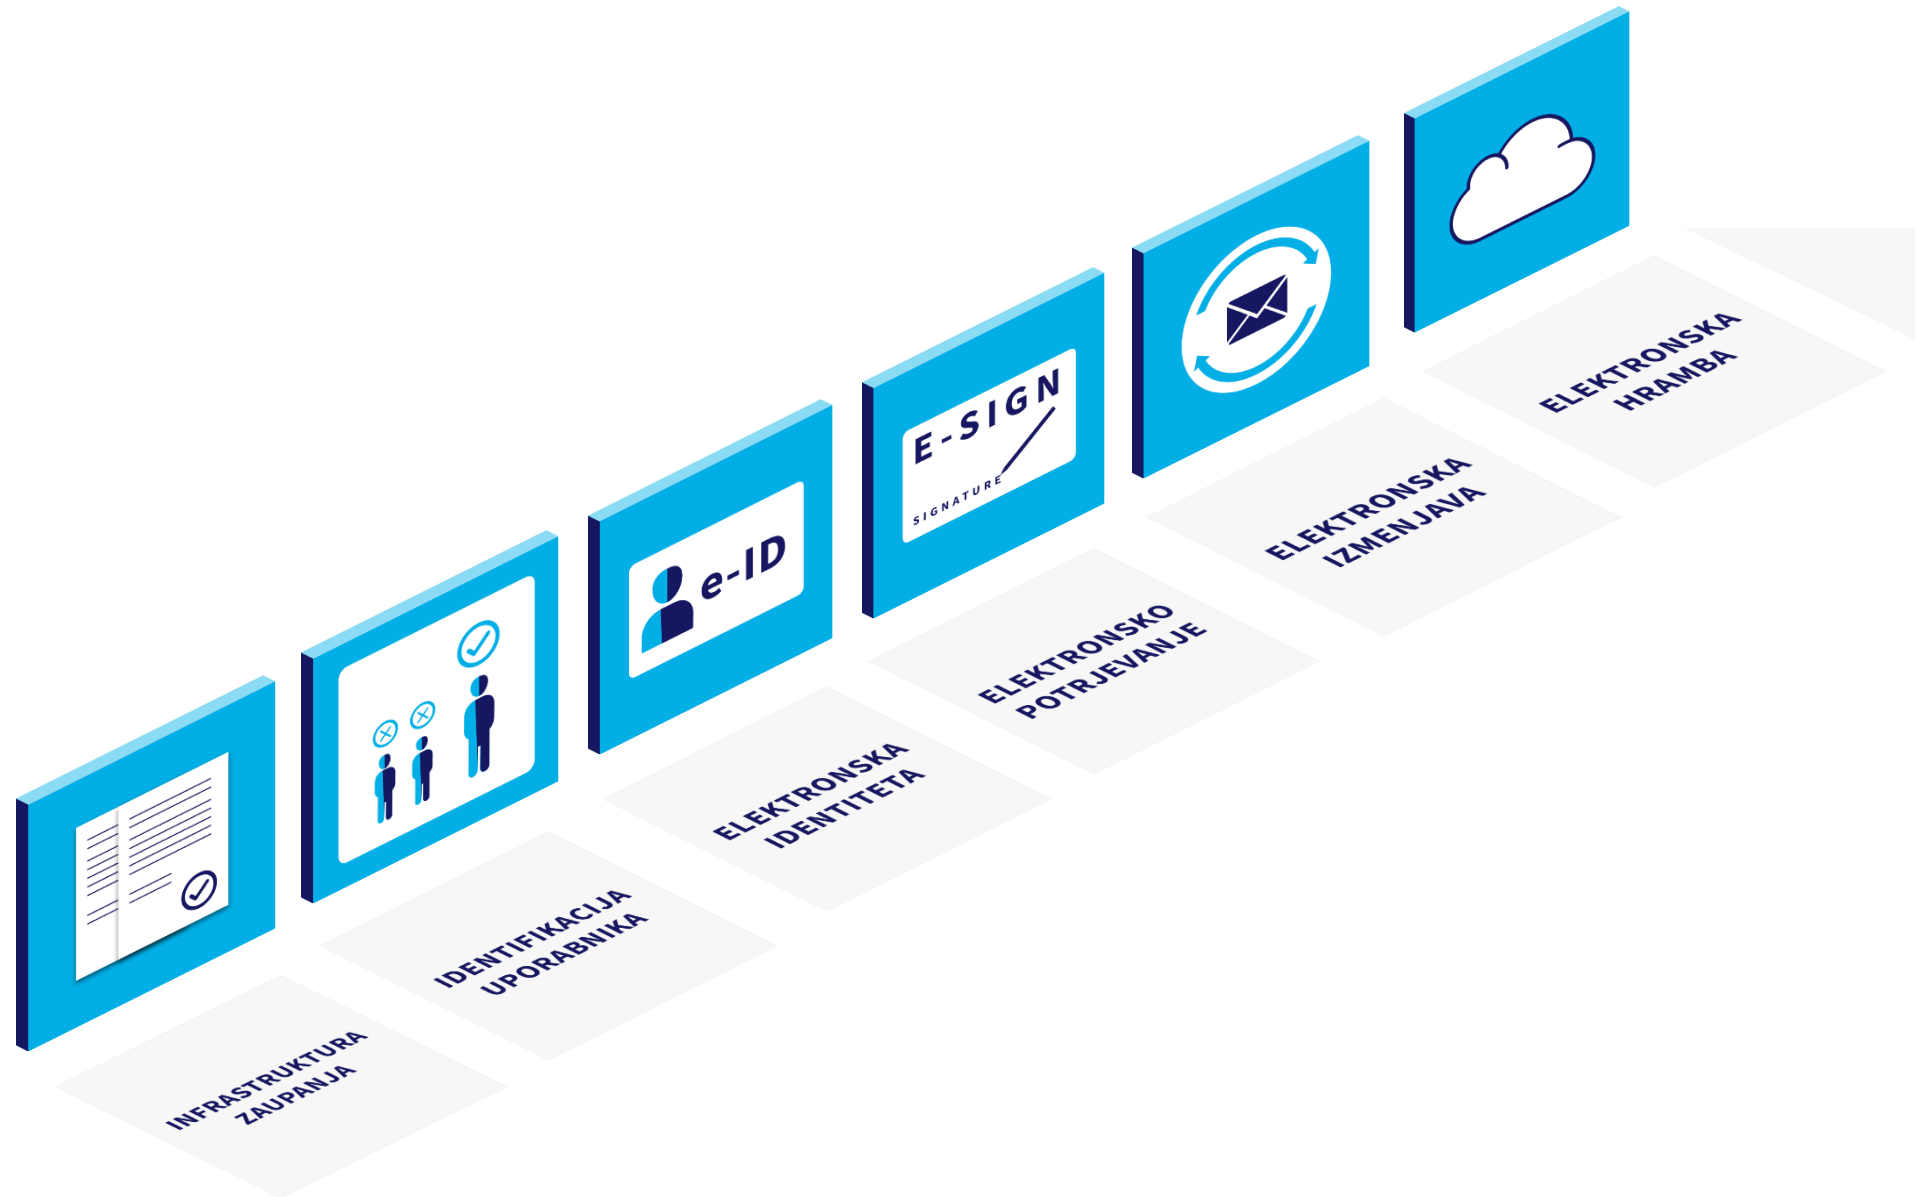 INFRASTRUKTURA
ZAUPANJA
IDENTIFIKACIJA
UPORABNIKA
e-ID
ELEKTRONSKA
IDENTITETA
E-SIGN
SIGNATURE
ELEKTRONSKO
POTRJEVANJE
ELEKTRONSKA
IZMENJAVA
ELEKTRONSKA
HRAMBA